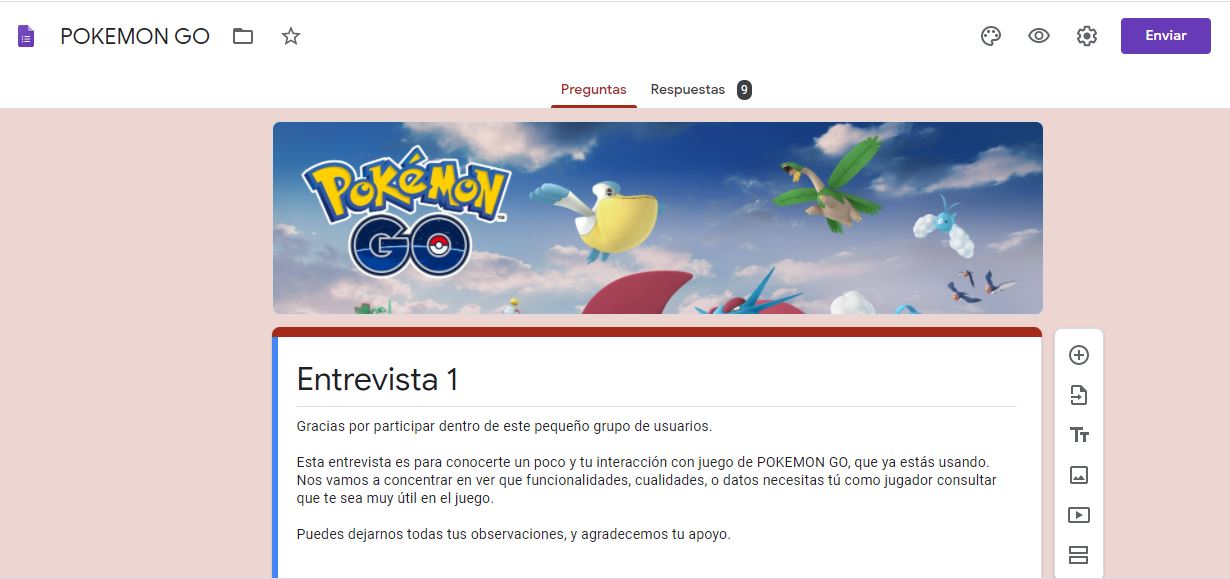 POKEMON GO
Enviar
Preguntas
Respuestas 9
POKÉMON
GO
TM
Entrevista 1
Gracias por participar dentro de este pequeño grupo de usuarios.
Esta entrevista es para conocerte un poco y tu interacción con juego de POKEMON GO, que ya estás usando.
Nos vamos a concentrar en ver que funcionalidades, cualidades, o datos necesitas tú como jugador consultar
que te sea muy útil en el juego.
Puedes dejarnos todas tus observaciones, y agradecemos tu apoyo.
Tт